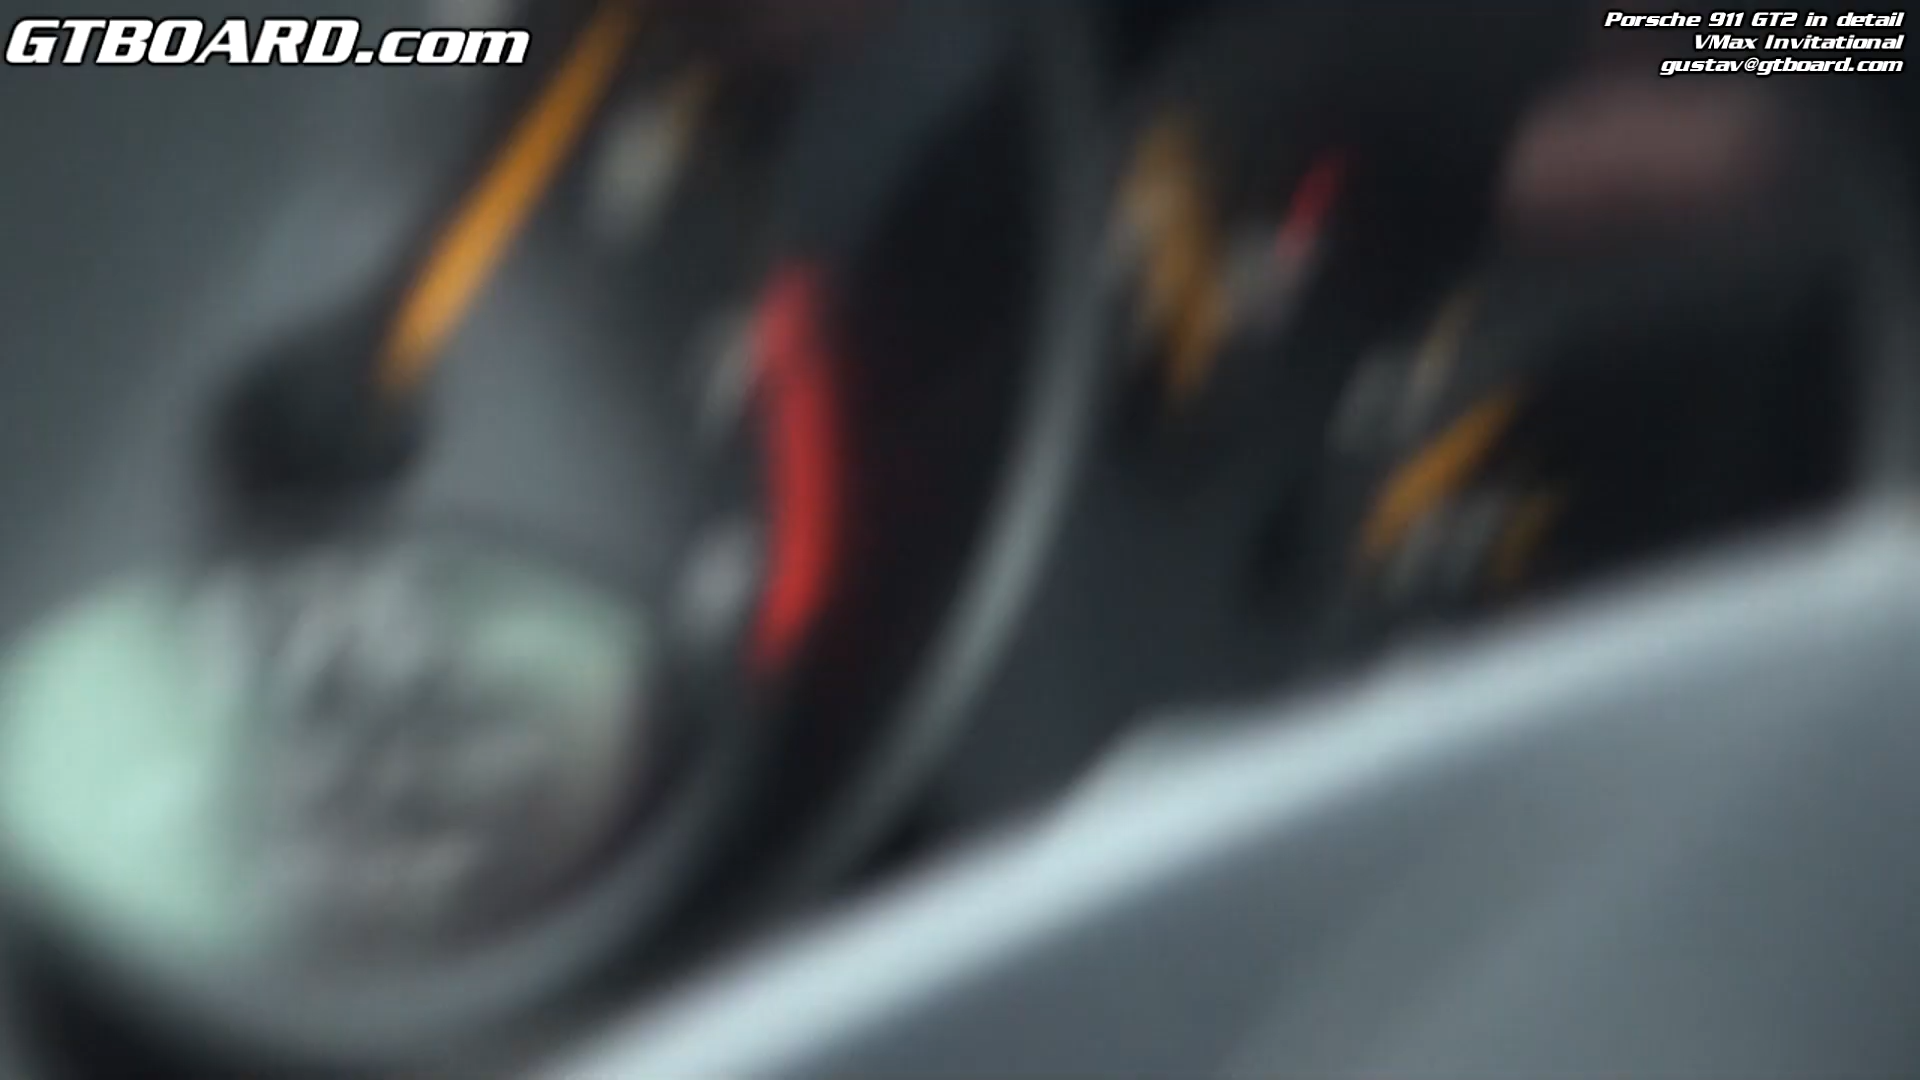 GTBOARD.com
Porsche 911 GT2 in detail
VMax Invitational
gustav@gtboard.com